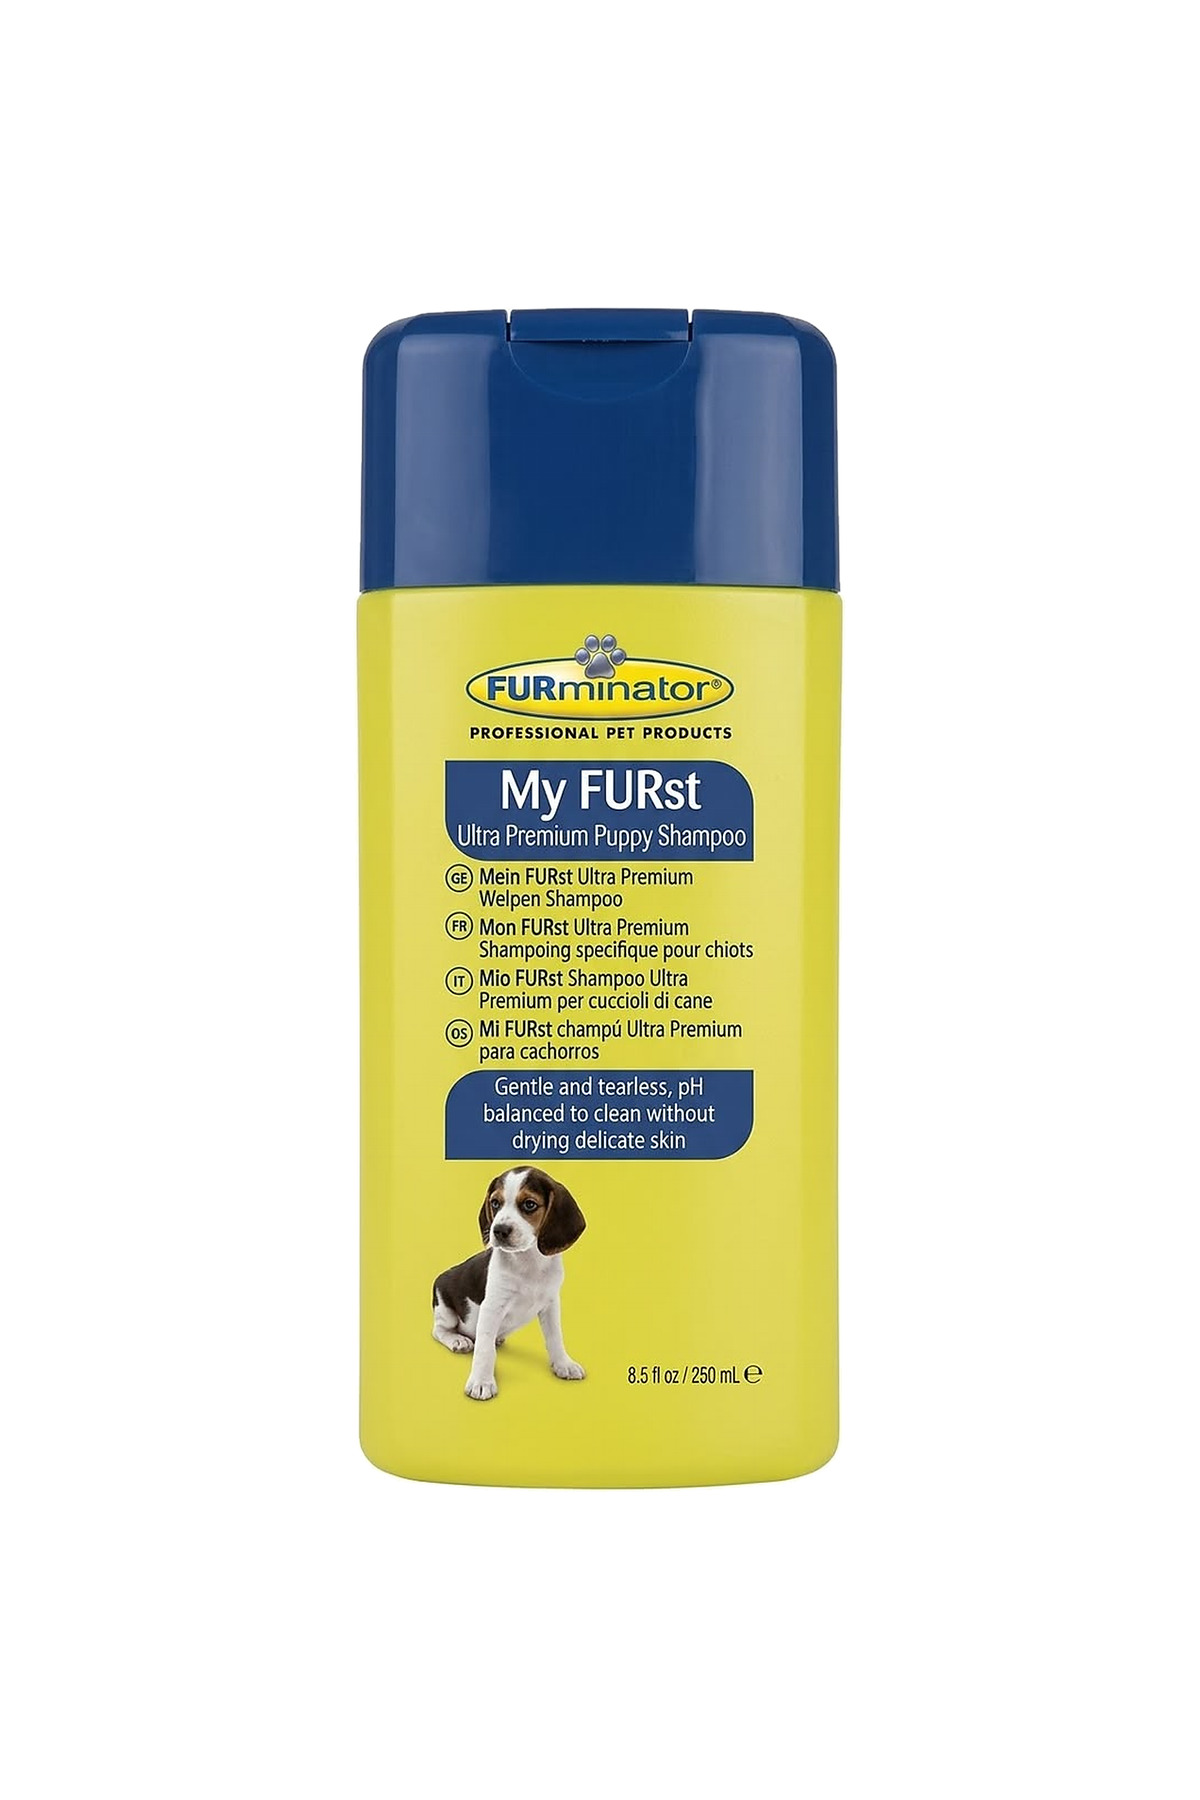 FURminator®
PROFESSIONAL PET PRODUCTS
My FURst
Ultra Premium Puppy Shampoo
GE Mein FURst Ultra Premium
Welpen Shampoo
FR Mon FURst Ultra Premium
Shampoing specifique pour chiots
IT Mio FURst Shampoo Ultra
Premium per cuccioli di cane
OS Mi FURst champú Ultra Premium
para cachorros
Gentle and tearless, pH
balanced to clean without
drying delicate skin
8.5 fl oz / 250 mL ℮